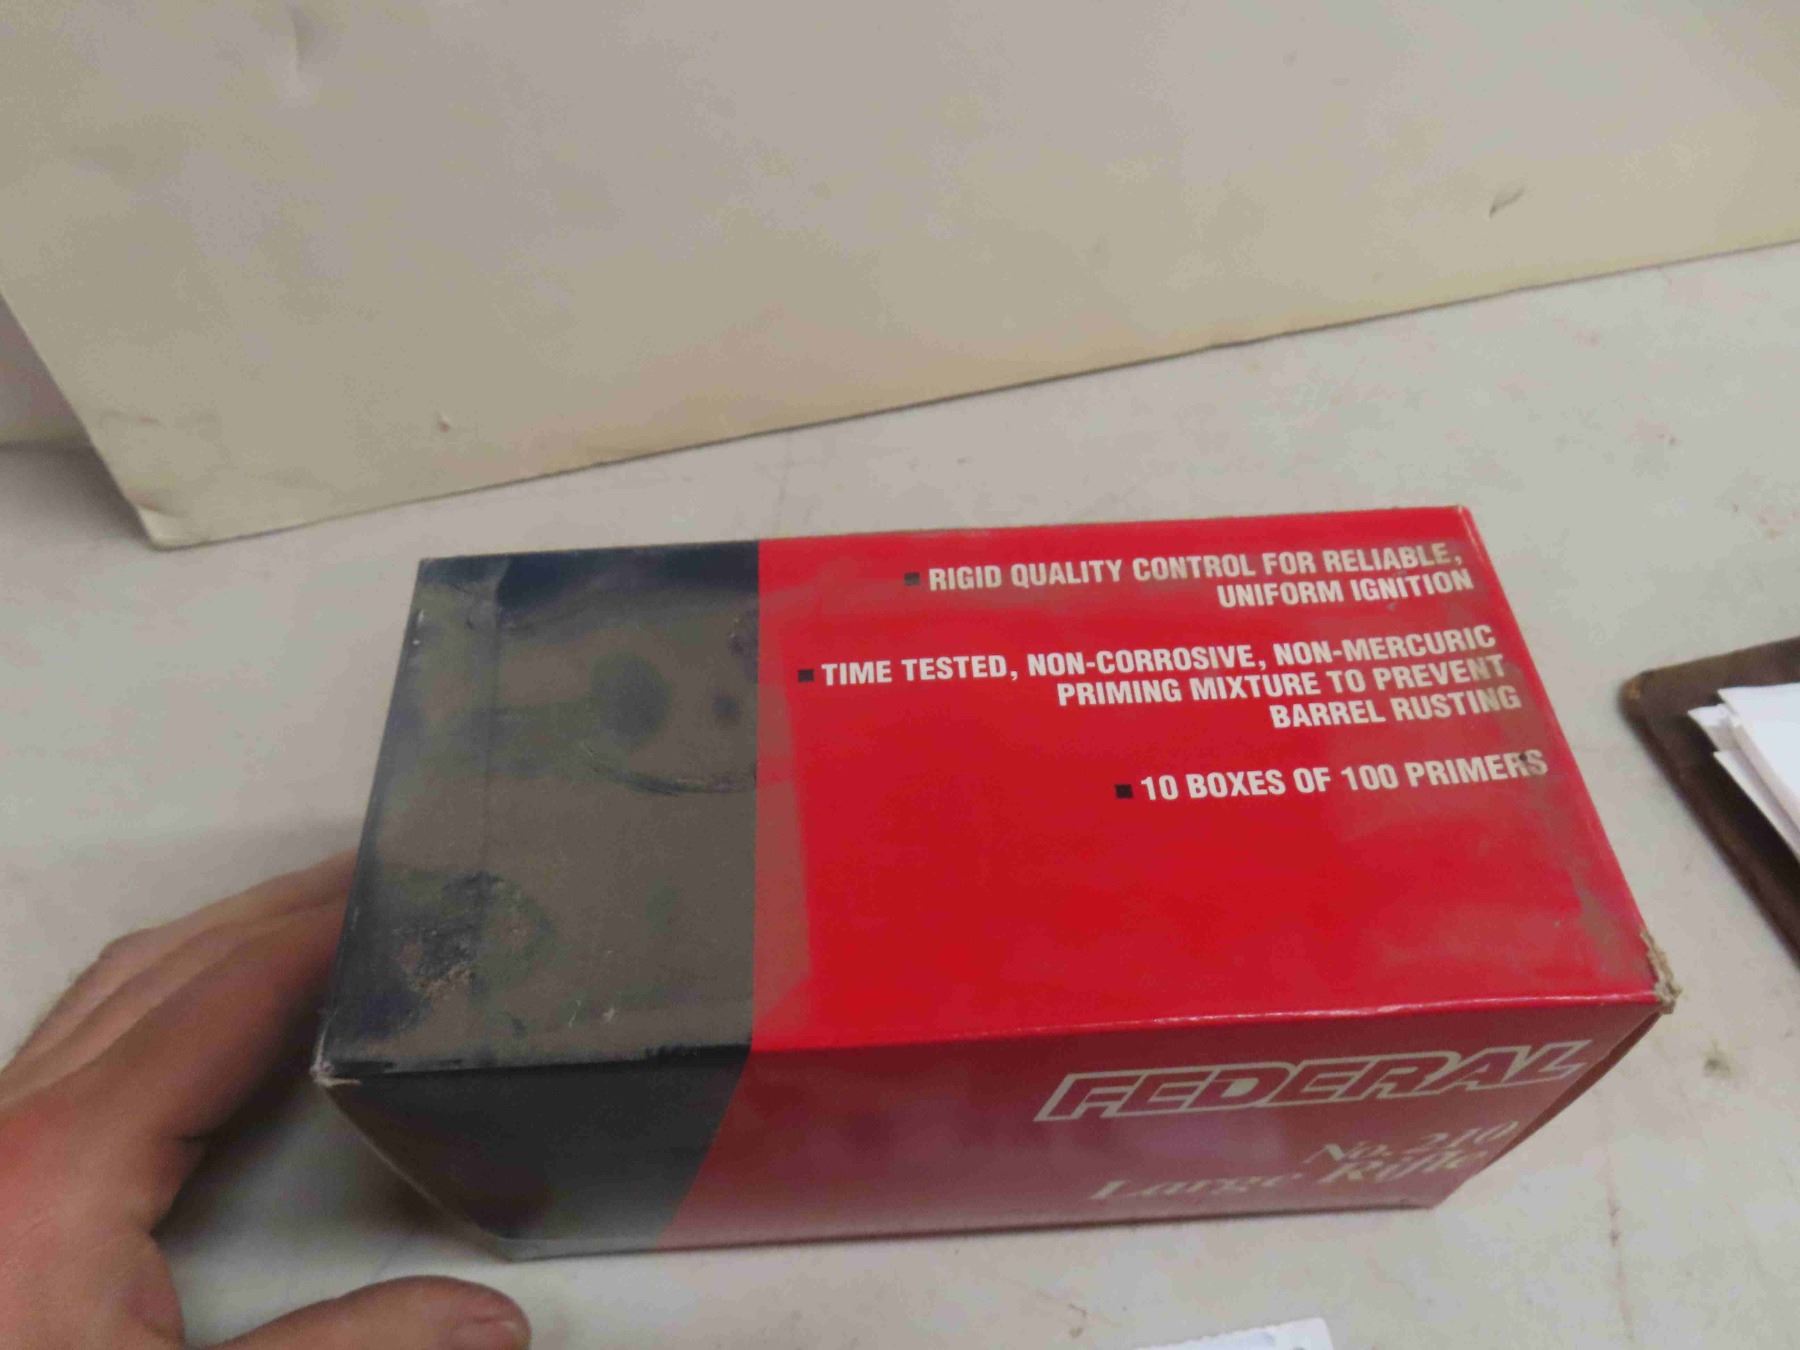 ■ RIGID QUALITY CONTROL FOR RELIABLE,
UNIFORM IGNITION
■ TIME TESTED, NON-CORROSIVE, NON-MERCURIC
PRIMING MIXTURE TO PREVENT
BARREL RUSTING
■ 10 BOXES OF 100 PRIMERS
FEDERAL
No. 210
Large Rifle